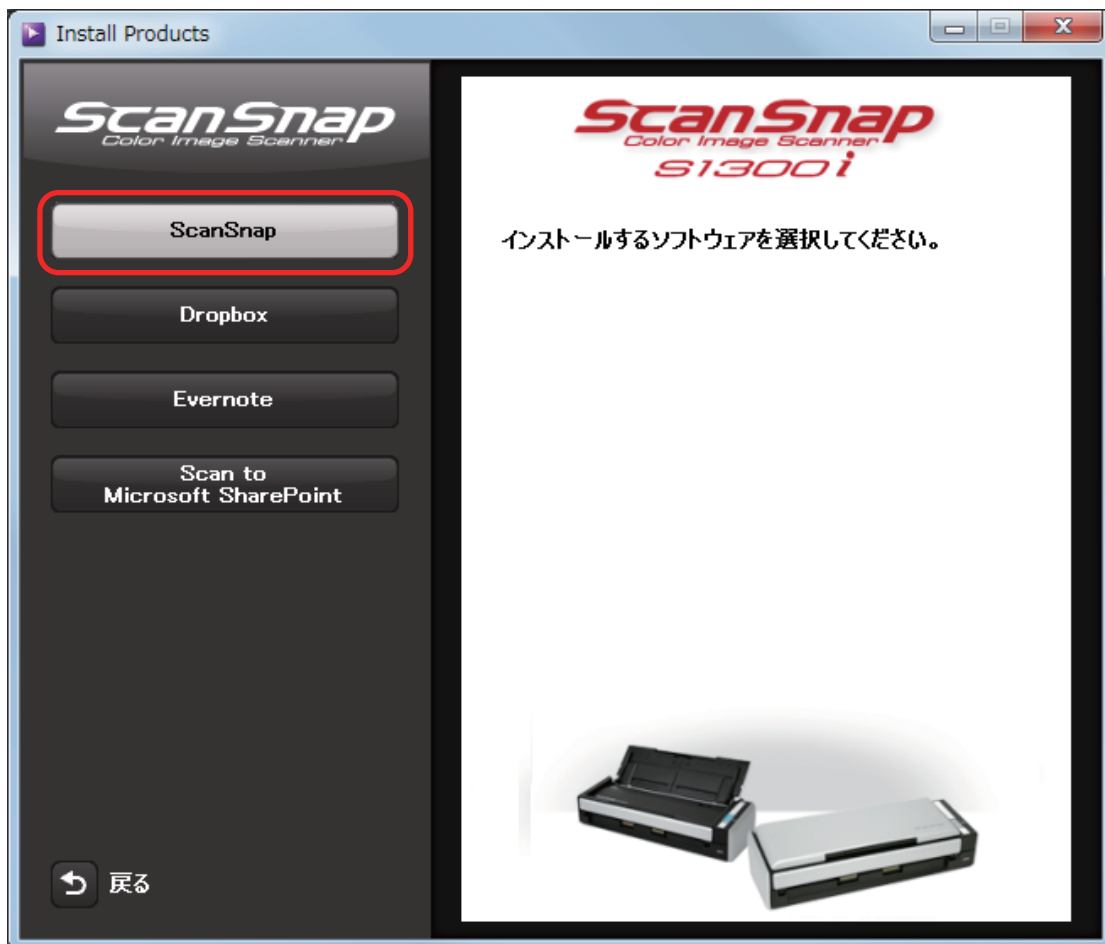 Install Products
ScanSnap
Color Image Scanner
ScanSnap
Dropbox
Evernote
Scan to
Microsoft SharePoint
戻る
ScanSnap
Color Image Scanner
S1300i
インストールするソフトウェアを選択してください。